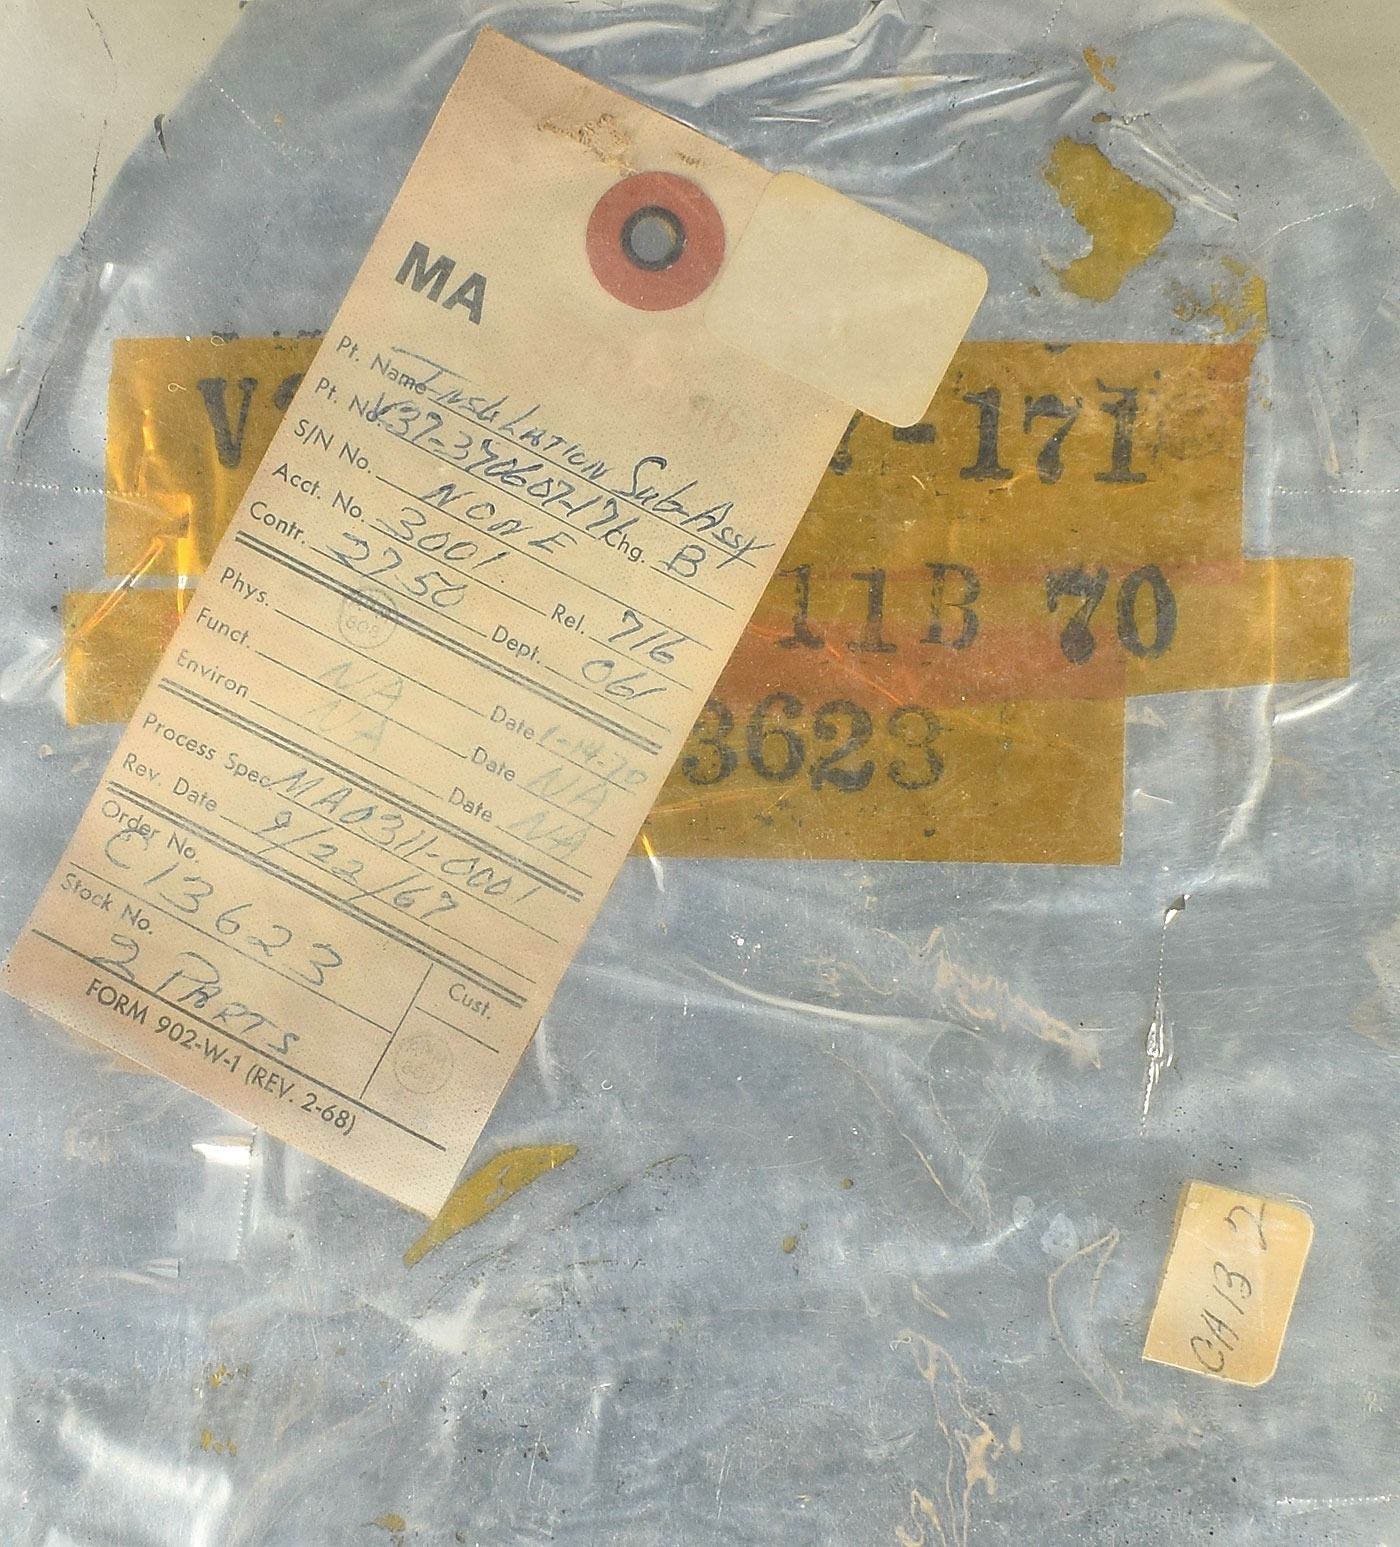 MA
Pt. Name INSULATION Sub-Assy
Pt. No. V37-340607-171 Chg. B
S/N No. NONE
Acct. No. 3001 Rel. 716
Contr. 2750 Dept. 061
Phys. Date 1-14-70
Funct. NA Date NA
Environ NA Date NA
Process Spec MA0311-0001
Rev. Date 9/22/67
Order No. Cust.
C13623
Stock No.
2 PARTS
FORM 902-W-1 (REV. 2-68)
7-171
11B 70
3623
CA13 2